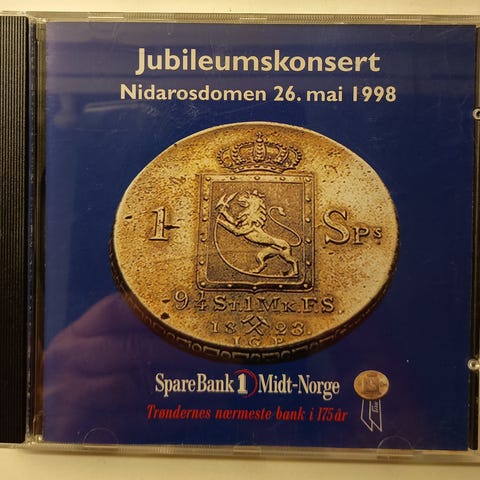 Jubileumskonsert
Nidarosdomen 26. mai 1998
1 Sps
94 St. 1 Mk F.S.
1823.
I.G.P.
SpareBank 1 Midt-Norge
Trøndernes nærmeste bank i 175 år